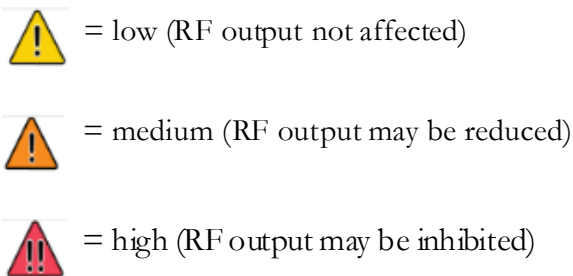 ! = low (RF output not affected)
! = medium (RF output may be reduced)
!! = high (RF output may be inhibited)